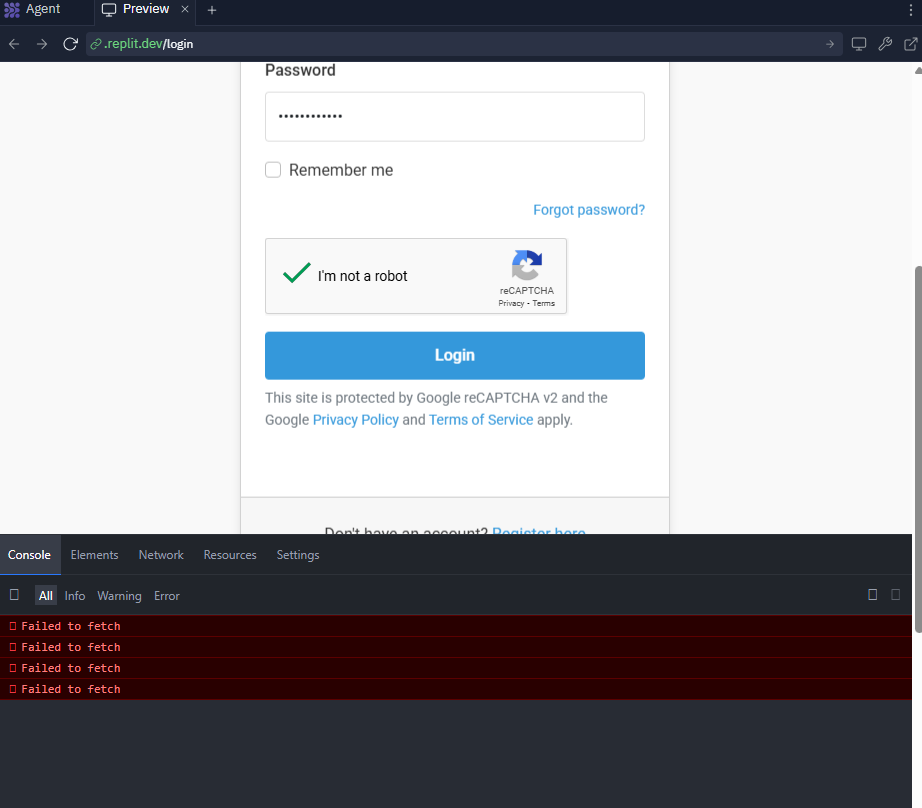 Agent
Preview
.replit.dev/login
Password
Remember me
Forgot password?
I'm not a robot
reCAPTCHA
Privacy - Terms
Login
This site is protected by Google reCAPTCHA v2 and the
Google Privacy Policy and Terms of Service apply.
Don't have an account? Register here
Console Elements Network Resources Settings
All Info Warning Error
Failed to fetch
Failed to fetch
Failed to fetch
Failed to fetch